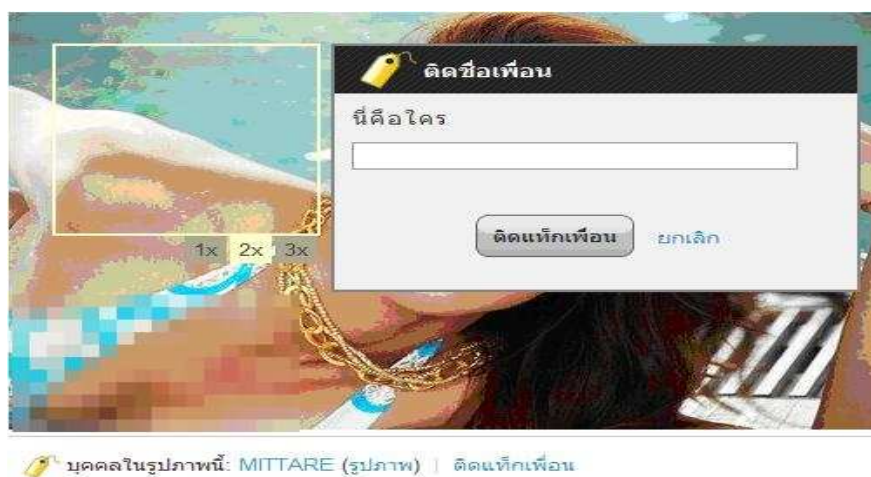 ติดชื่อเพื่อน
นี่คือใคร
ติดแท็กเพื่อน ยกเลิก
1x 2x 3x
บุคคลในรูปภาพนี้: MITTARE (รูปภาพ) | ติดแท็กเพื่อน